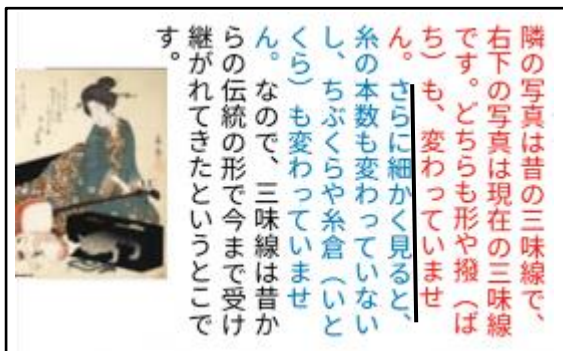 隣の写真は昔の三味線で、
右下の写真は現在の三味線
です。どちらも形や撥（ば
ち）も、変わっていませ
ん。さらに細かく見ると、
糸の本数も変わっていない
し、ちぶくらや糸倉（いと
くら）も変わっていませ
ん。なので、三味線は昔か
らの伝統の形で今まで受け
継がれてきたというとこで
す。